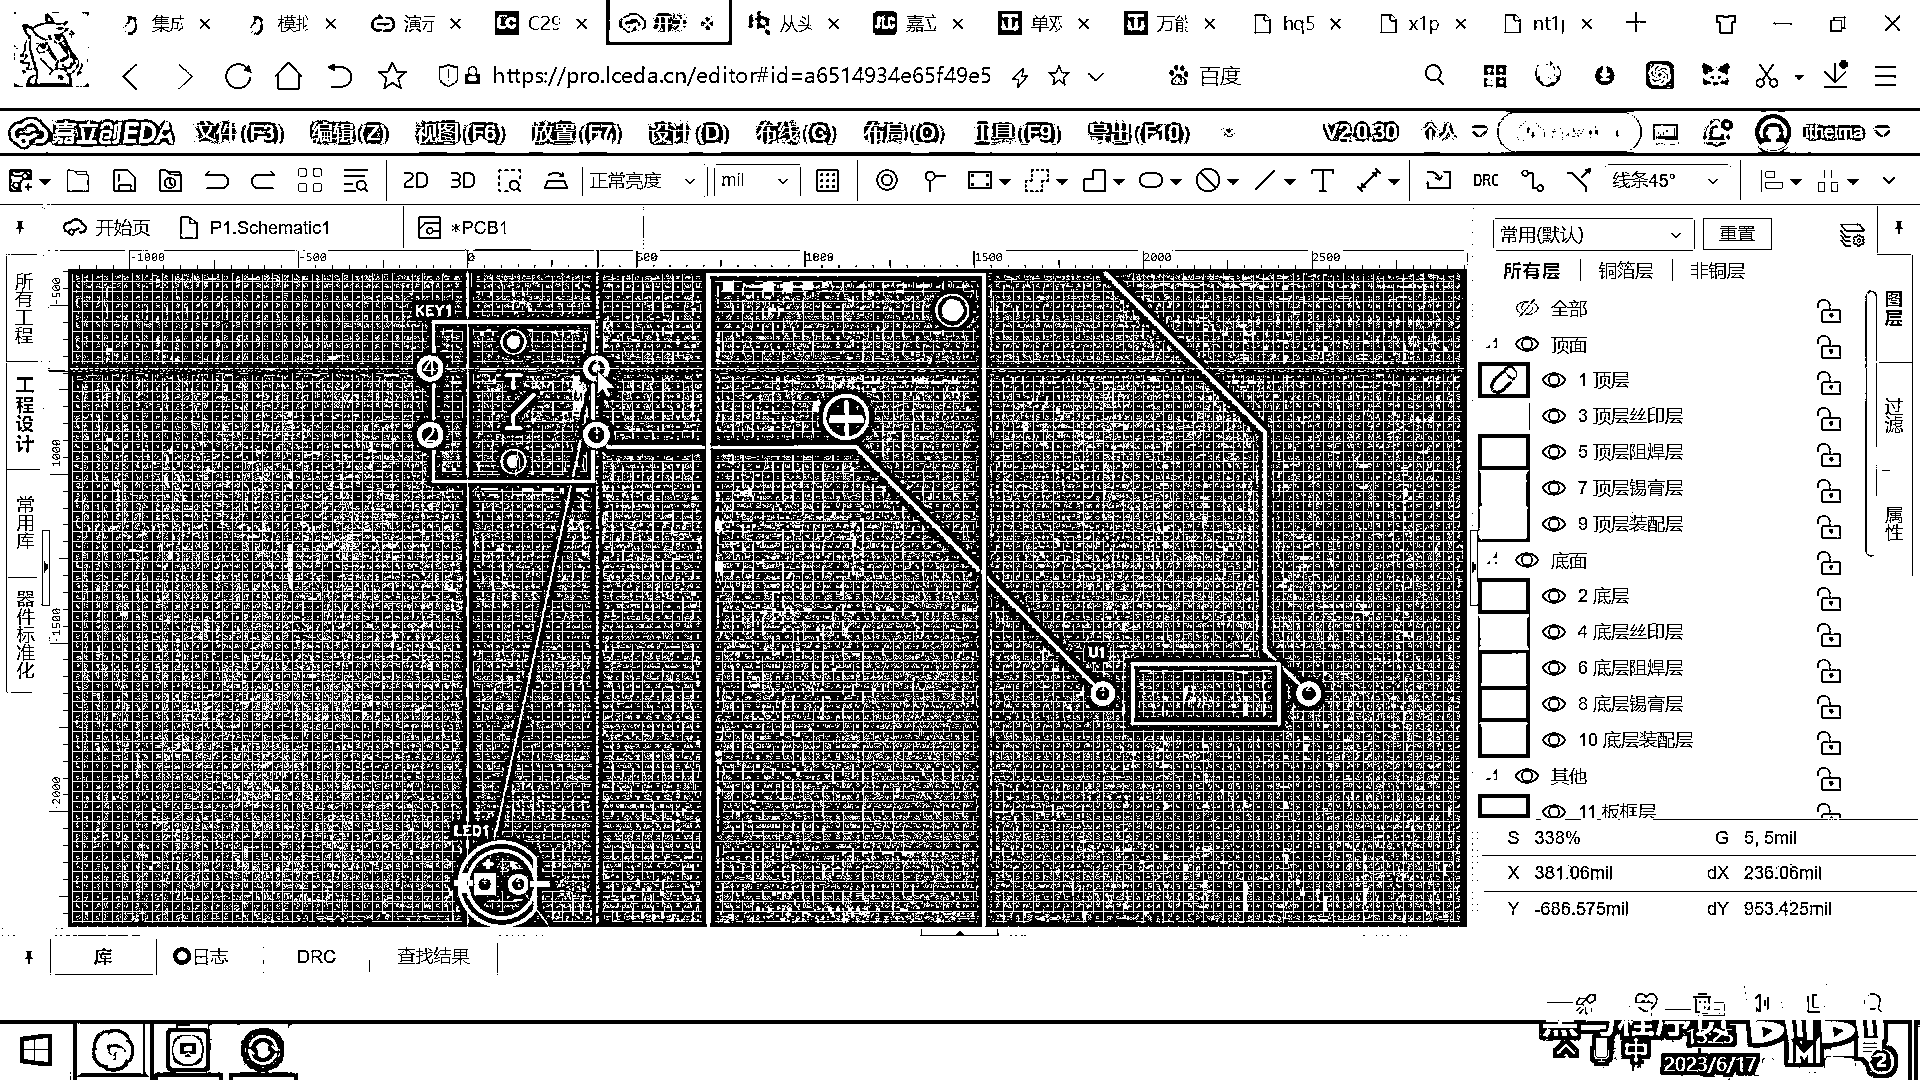 集成
模拟
演示
C29
从头
嘉立
单双
万能
hq5
x1p
nt1p
https://pro.lceda.cn/editor#id=a6514934e65f49e5
百度
嘉立创EDA
文件(F3)
编辑(Z)
视图(F6)
放置(F7)
设计(D)
布线(G)
布局(O)
工具(F9)
导出(F10)
V2.0.30
个人
itheima
2D
3D
正常亮度
mil
DRC
线条45°
开始页
P1.Schematic1
*PCB1
常用(默认)
重置
所有层
铜箔层
非铜层
-1000
-500
0
500
1000
1500
2000
2500
所有工程
工程设计
常用库
器件标准化
KEY1
4
2
LED1
U1
全部
顶面
1 顶层
3 顶层丝印层
5 顶层阻焊层
7 顶层锡膏层
9 顶层装配层
底面
2 底层
4 底层丝印层
6 底层阻焊层
8 底层锡膏层
10 底层装配层
其他
11 板框层
图层
过滤
属性
S 338%
G 5, 5mil
X 381.06mil
dX 236.06mil
Y -686.575mil
dY 953.425mil
库
日志
DRC
查找结果
中
2023/6/17